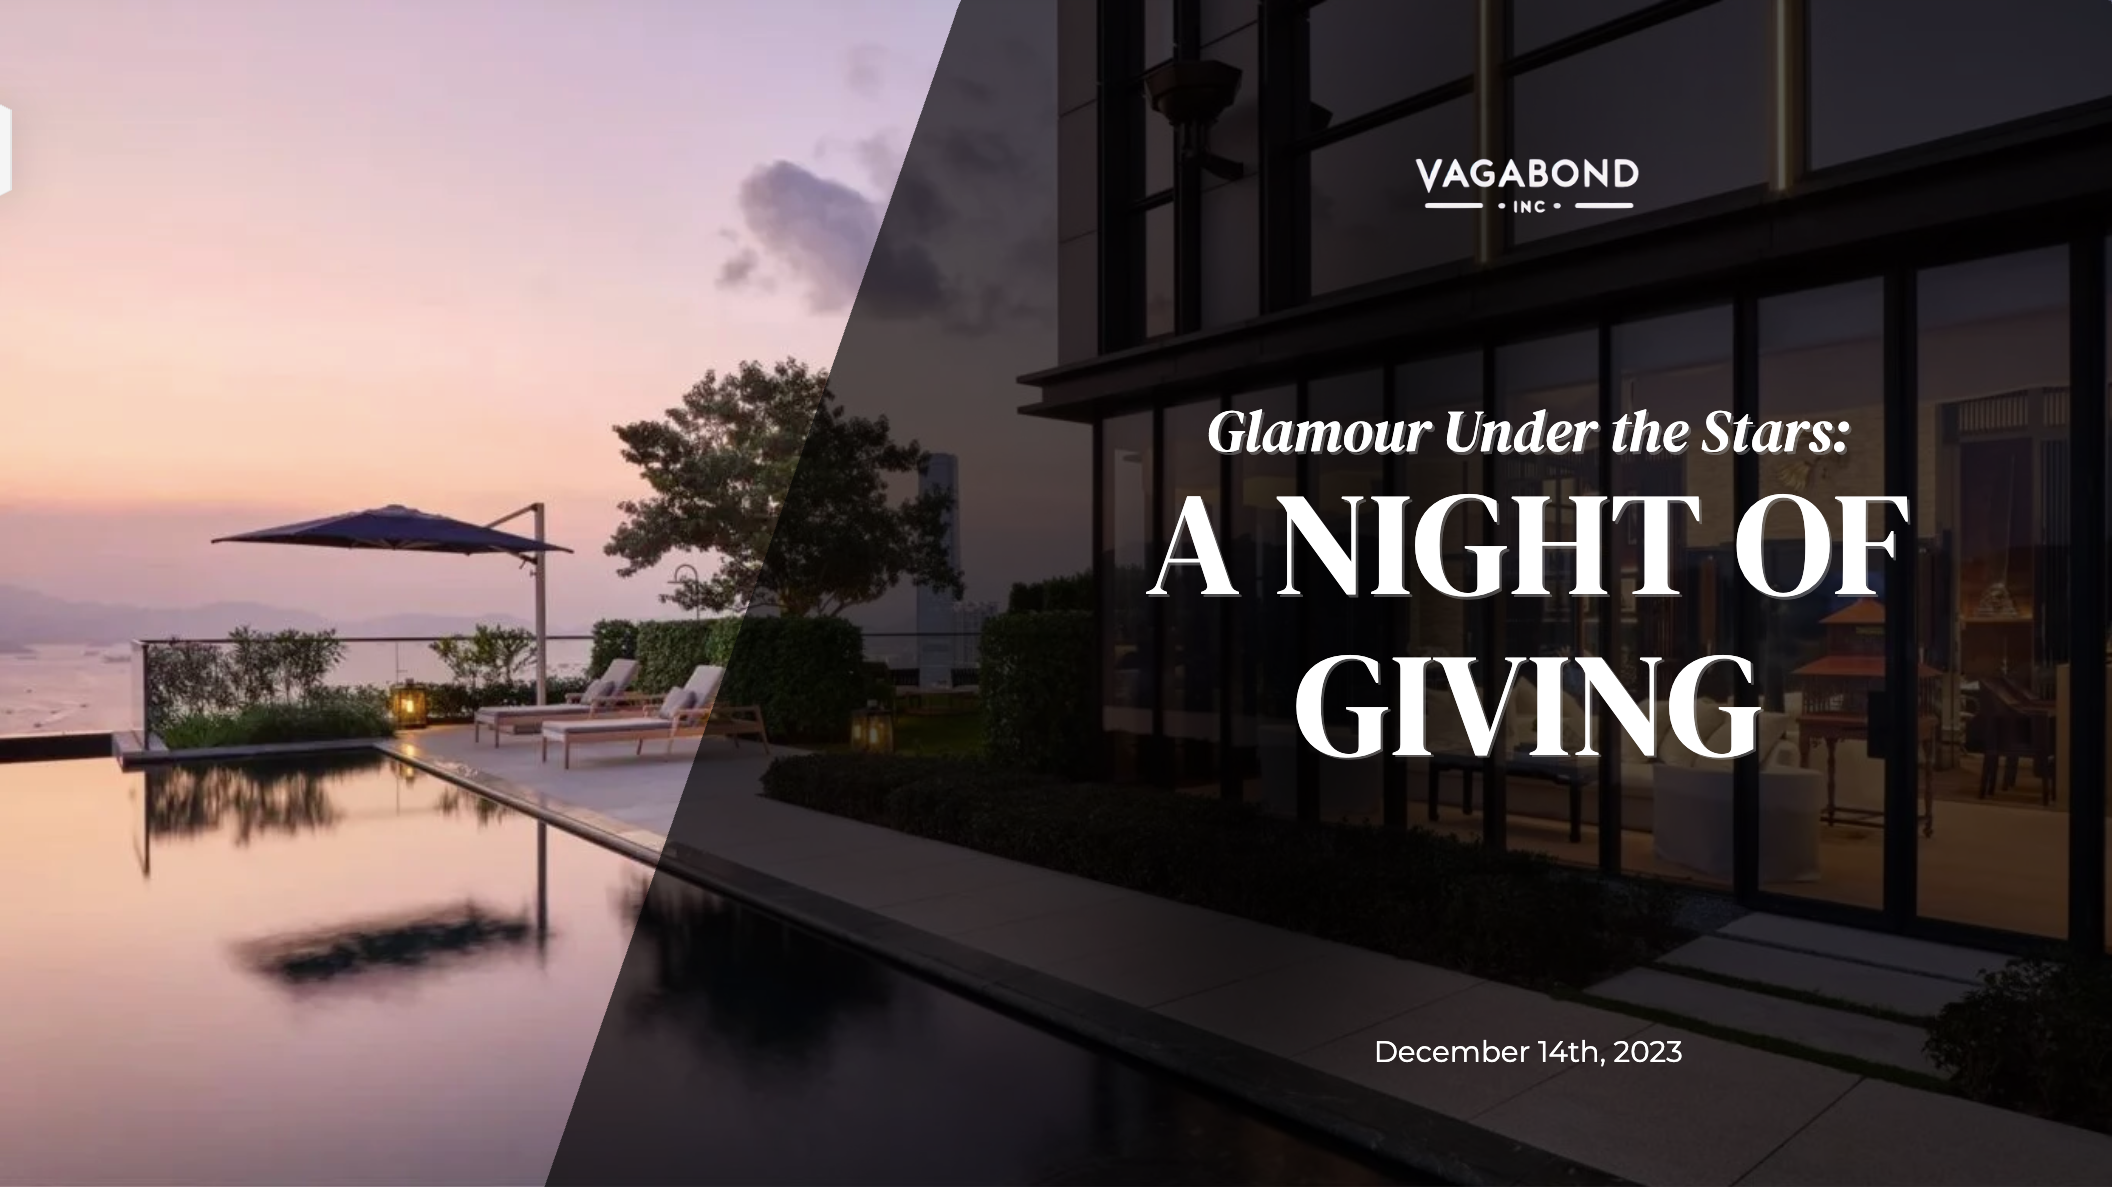 VAGABOND
• INC •
Glamour Under the Stars:
A NIGHT OF
GIVING
December 14th, 2023